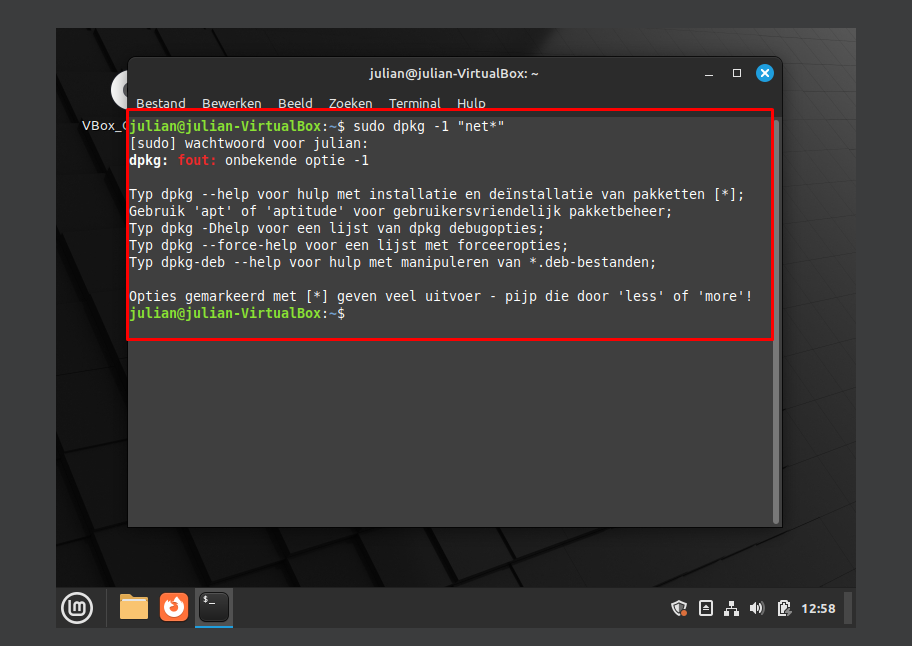 julian@julian-VirtualBox: ~
Bestand Bewerken Beeld Zoeken Terminal Hulp
VBox_
julian@julian-VirtualBox:~$ sudo dpkg -1 "net*"
[sudo] wachtwoord voor julian:
dpkg: fout: onbekende optie -1
Typ dpkg --help voor hulp met installatie en deïnstallatie van pakketten [*];
Gebruik 'apt' of 'aptitude' voor gebruikersvriendelijk pakketbeheer;
Typ dpkg -Dhelp voor een lijst van dpkg debugopties;
Typ dpkg --force-help voor een lijst met forceeropties;
Typ dpkg-deb --help voor hulp met manipuleren van *.deb-bestanden;
Opties gemarkeerd met [*] geven veel uitvoer - pijp die door 'less' of 'more'!
julian@julian-VirtualBox:~$
12:58